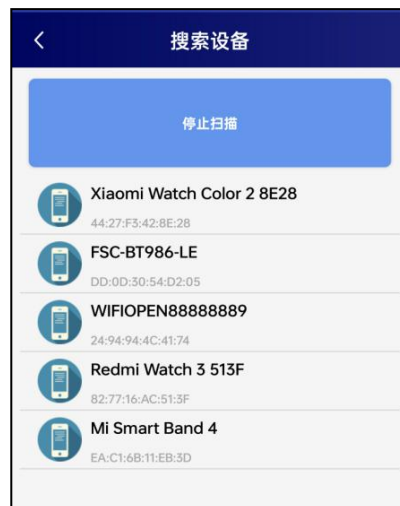 搜索设备
停止扫描
Xiaomi Watch Color 2 8E28
44:27:F3:42:8E:28
FSC-BT986-LE
DD:0D:30:54:D2:05
WIFIOPEN88888889
24:94:94:4C:41:74
Redmi Watch 3 513F
82:77:16:AC:51:3F
Mi Smart Band 4
EA:C1:6B:11:EB:3D